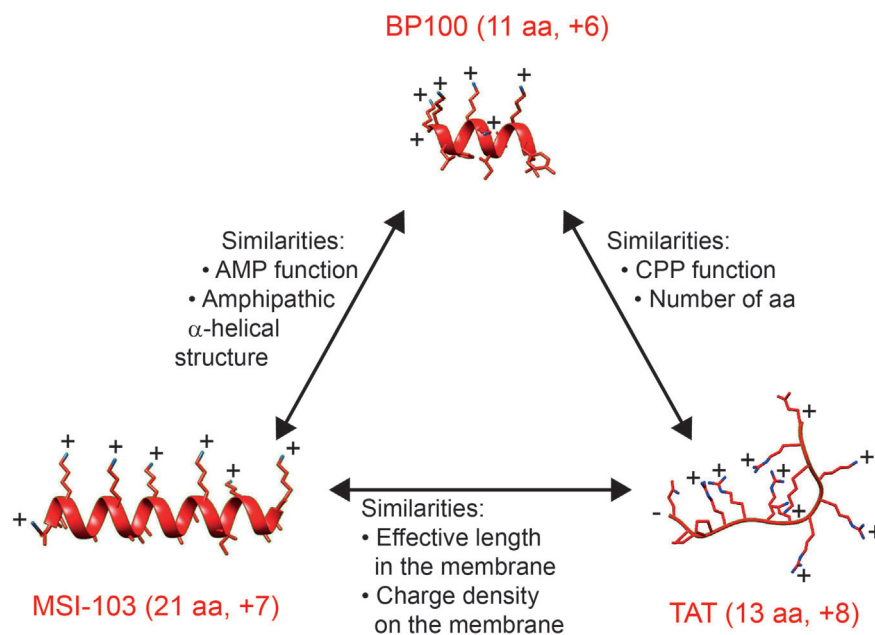 BP100 (11 aa, +6)
+ + + + + +
Similarities:
• AMP function
• Amphipathic
α-helical
structure
Similarities:
• CPP function
• Number of aa
+ + + + + + +
MSI-103 (21 aa, +7)
Similarities:
• Effective length
in the membrane
• Charge density
on the membrane
+ + + + + + + + + -
TAT (13 aa, +8)